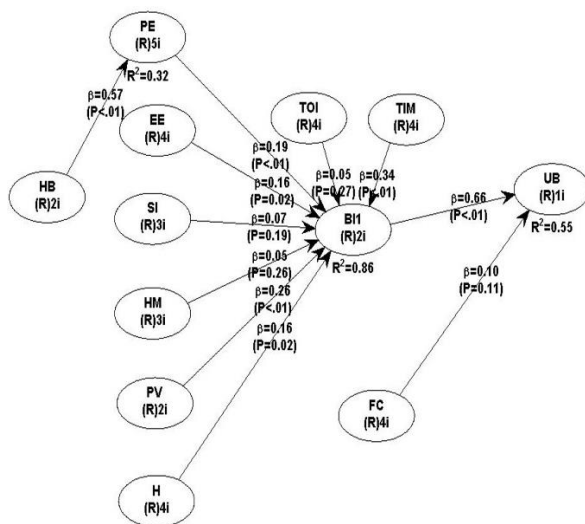 PE
(R)5i
R²=0.32
β=0.57
(P<.01)
EE
(R)4i
TOI
(R)4i
TIM
(R)4i
β=0.19
(P<.01)
β=0.16
(P=0.02)
β=0.05
(P=0.27)
β=0.34
(P<.01)
HB
(R)2i
SI
(R)3i
β=0.07
(P=0.19)
BI1
(R)2i
R²=0.86
β=0.66
(P<.01)
UB
(R)1i
R²=0.55
HM
(R)3i
β=0.05
(P=0.26)
β=0.26
(P<.01)
β=0.16
(P=0.02)
β=0.10
(P=0.11)
PV
(R)2i
FC
(R)4i
H
(R)4i